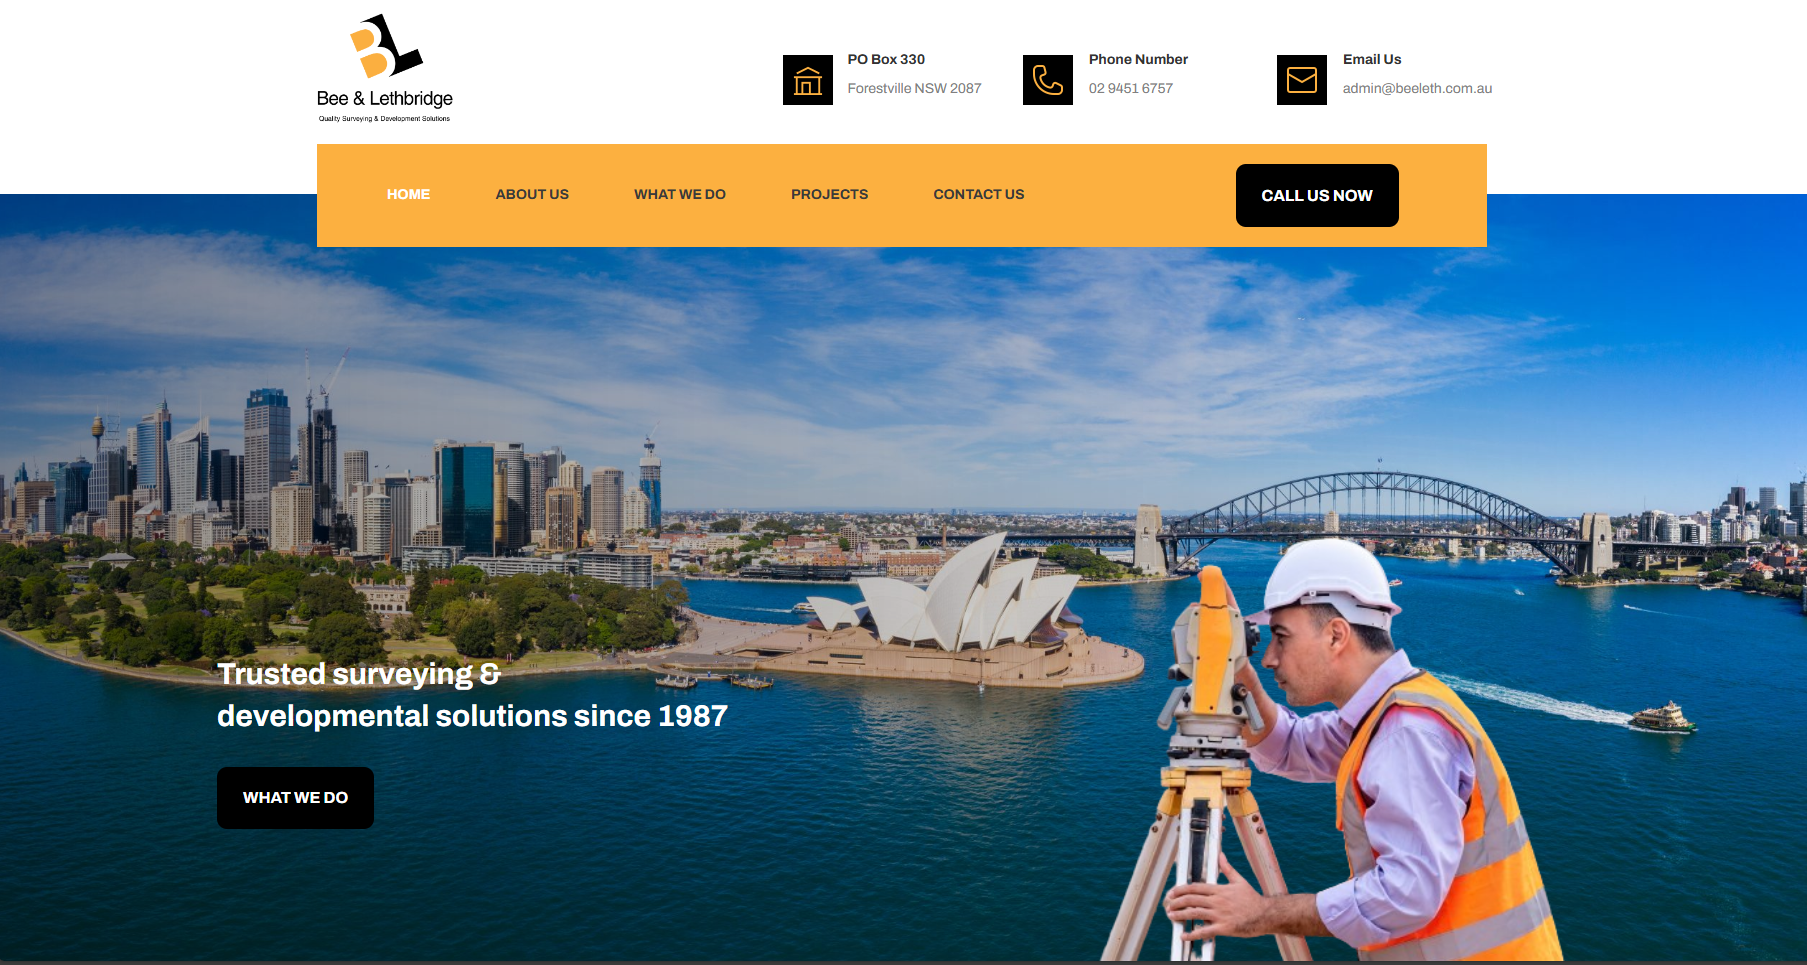 Bee & Lethbridge
Quality Surveying & Development Solutions
PO Box 330
Forestville NSW 2087
Phone Number
02 9451 6757
Email Us
admin@beeleth.com.au
HOME
ABOUT US
WHAT WE DO
PROJECTS
CONTACT US
CALL US NOW
Trusted surveying &
developmental solutions since 1987
WHAT WE DO